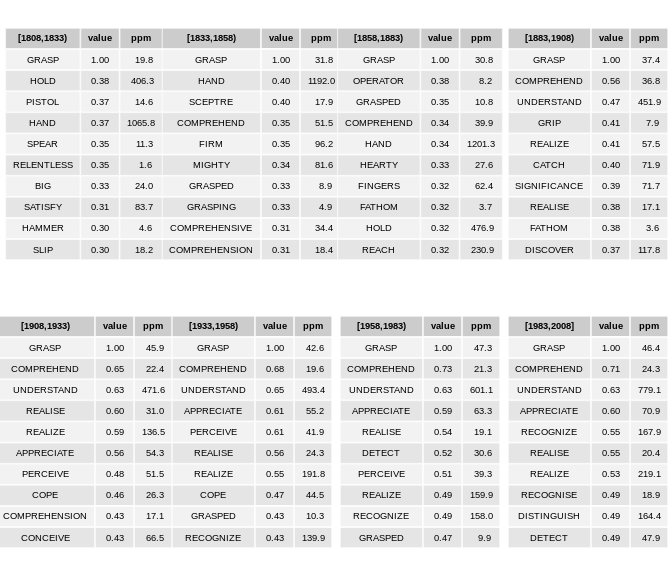 [1808,1833) value ppm [1833,1858) value ppm [1858,1883) value ppm [1883,1908) value ppm
GRASP 1.00 19.8 GRASP 1.00 31.8 GRASP 1.00 30.8 GRASP 1.00 37.4
HOLD 0.38 406.3 HAND 0.40 1192.0 OPERATOR 0.38 8.2 COMPREHEND 0.56 36.8
PISTOL 0.37 14.6 SCEPTRE 0.40 17.9 GRASPED 0.35 10.8 UNDERSTAND 0.47 451.9
HAND 0.37 1065.8 COMPREHEND 0.35 51.5 COMPREHEND 0.34 39.9 GRIP 0.41 7.9
SPEAR 0.35 11.3 FIRM 0.35 96.2 HAND 0.34 1201.3 REALIZE 0.41 57.5
RELENTLESS 0.35 1.6 MIGHTY 0.34 81.6 HEARTY 0.33 27.6 CATCH 0.40 71.9
BIG 0.33 24.0 GRASPED 0.33 8.9 FINGERS 0.32 62.4 SIGNIFICANCE 0.39 71.7
SATISFY 0.31 83.7 GRASPING 0.33 4.9 FATHOM 0.32 3.7 REALISE 0.38 17.1
HAMMER 0.30 4.6 COMPREHENSIVE 0.31 34.4 HOLD 0.32 476.9 FATHOM 0.38 3.6
SLIP 0.30 18.2 COMPREHENSION 0.31 18.4 REACH 0.32 230.9 DISCOVER 0.37 117.8
[1908,1933) value ppm [1933,1958) value ppm [1958,1983) value ppm [1983,2008] value ppm
GRASP 1.00 45.9 GRASP 1.00 42.6 GRASP 1.00 47.3 GRASP 1.00 46.4
COMPREHEND 0.65 22.4 COMPREHEND 0.68 19.6 COMPREHEND 0.73 21.3 COMPREHEND 0.71 24.3
UNDERSTAND 0.63 471.6 UNDERSTAND 0.65 493.4 UNDERSTAND 0.63 601.1 UNDERSTAND 0.63 779.1
REALISE 0.60 31.0 APPRECIATE 0.61 55.2 APPRECIATE 0.59 63.3 APPRECIATE 0.60 70.9
REALIZE 0.59 136.5 PERCEIVE 0.61 41.9 REALISE 0.54 19.1 RECOGNIZE 0.55 167.9
APPRECIATE 0.56 54.3 REALISE 0.56 24.3 DETECT 0.52 30.6 REALISE 0.55 20.4
PERCEIVE 0.48 51.5 REALIZE 0.55 191.8 PERCEIVE 0.51 39.3 REALIZE 0.53 219.1
COPE 0.46 26.3 COPE 0.47 44.5 REALIZE 0.49 159.9 RECOGNISE 0.49 18.9
COMPREHENSION 0.43 17.1 GRASPED 0.43 10.3 RECOGNIZE 0.49 158.0 DISTINGUISH 0.49 164.4
CONCEIVE 0.43 66.5 RECOGNIZE 0.43 139.9 GRASPED 0.47 9.9 DETECT 0.49 47.9